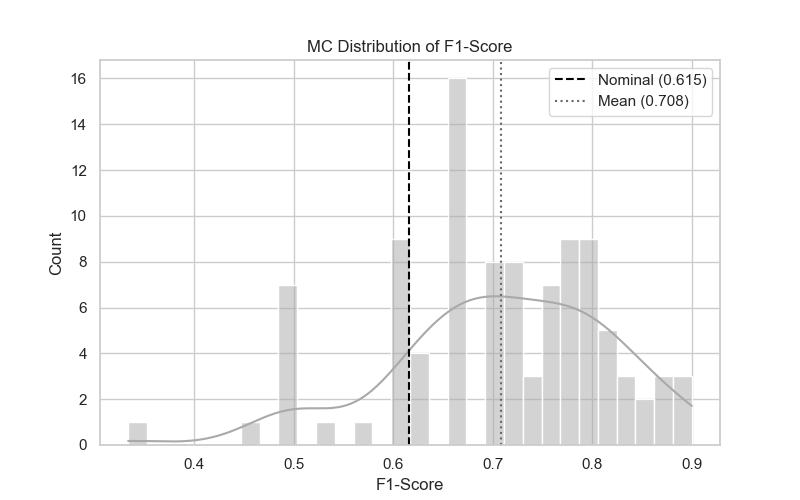 MC Distribution of F1-Score
Nominal (0.615)
Mean (0.708)
Count
16
14
12
10
8
6
4
2
0
0.4 0.5 0.6 0.7 0.8 0.9
F1-Score